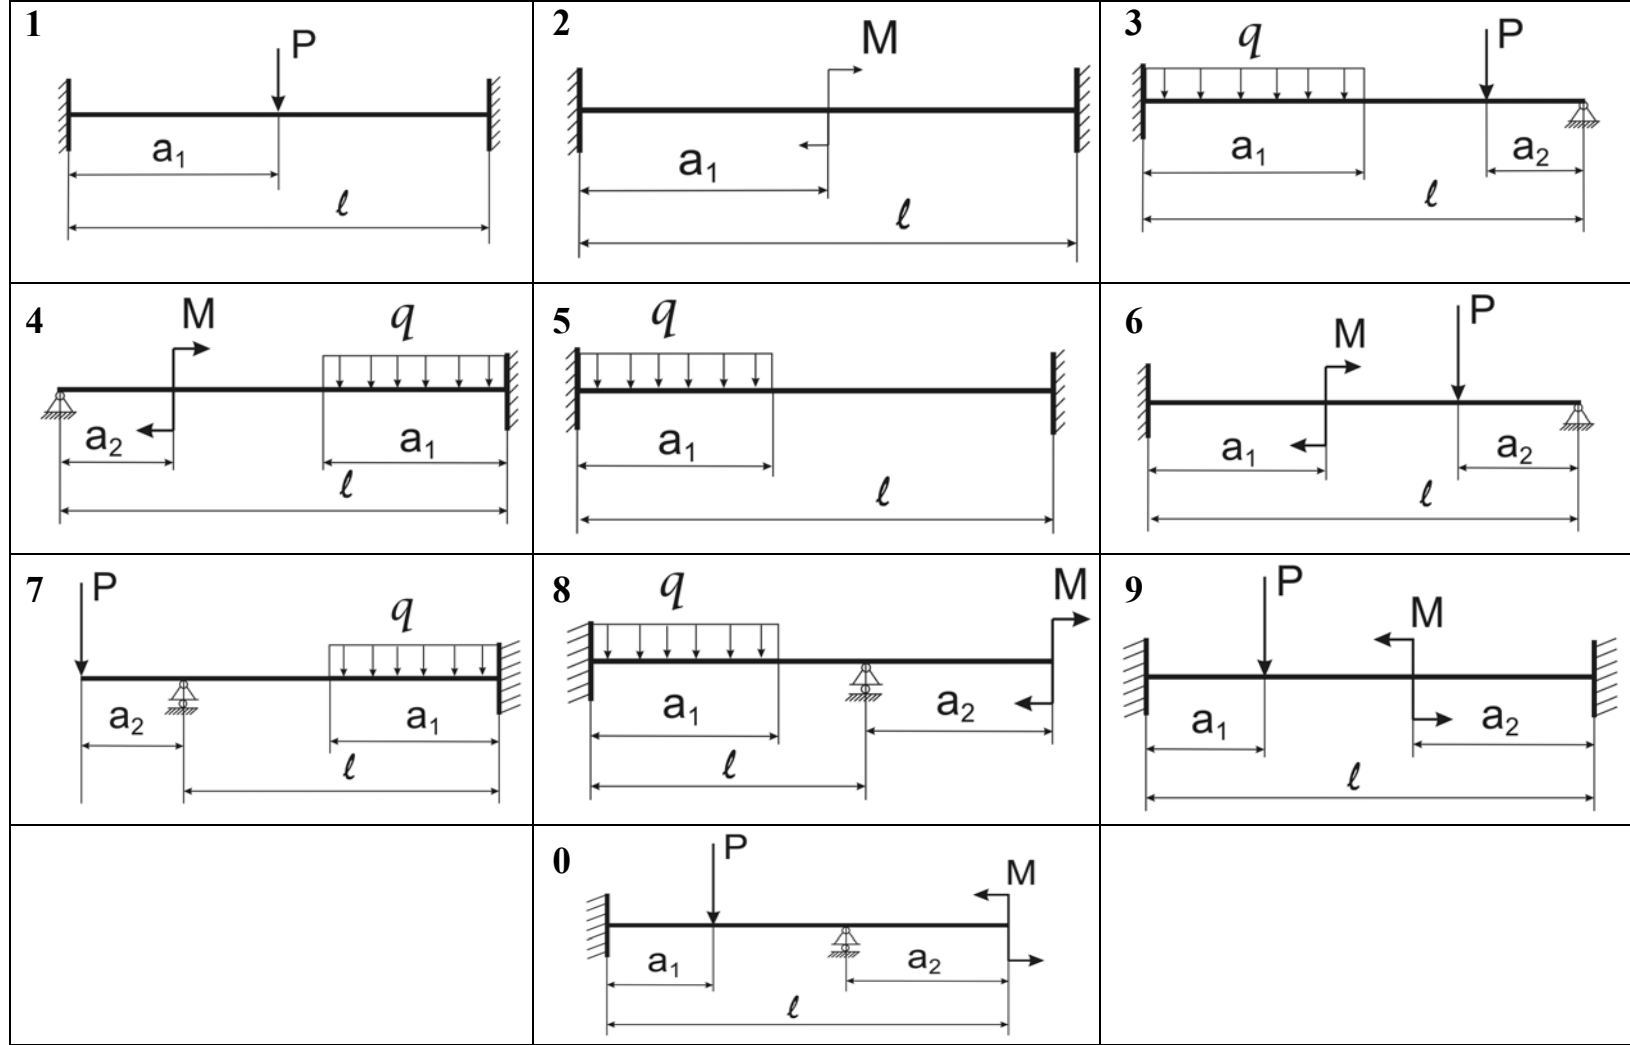 1
P
a₁
ℓ
2
M
a₁
ℓ
3
q
P
a₁
a₂
ℓ
4
M
q
a₂
a₁
ℓ
5
q
a₁
ℓ
6
M
P
a₁
a₂
ℓ
7
P
q
a₂
a₁
ℓ
8
q
M
a₁
a₂
ℓ
9
P
M
a₁
a₂
ℓ
0
P
M
a₁
a₂
ℓ